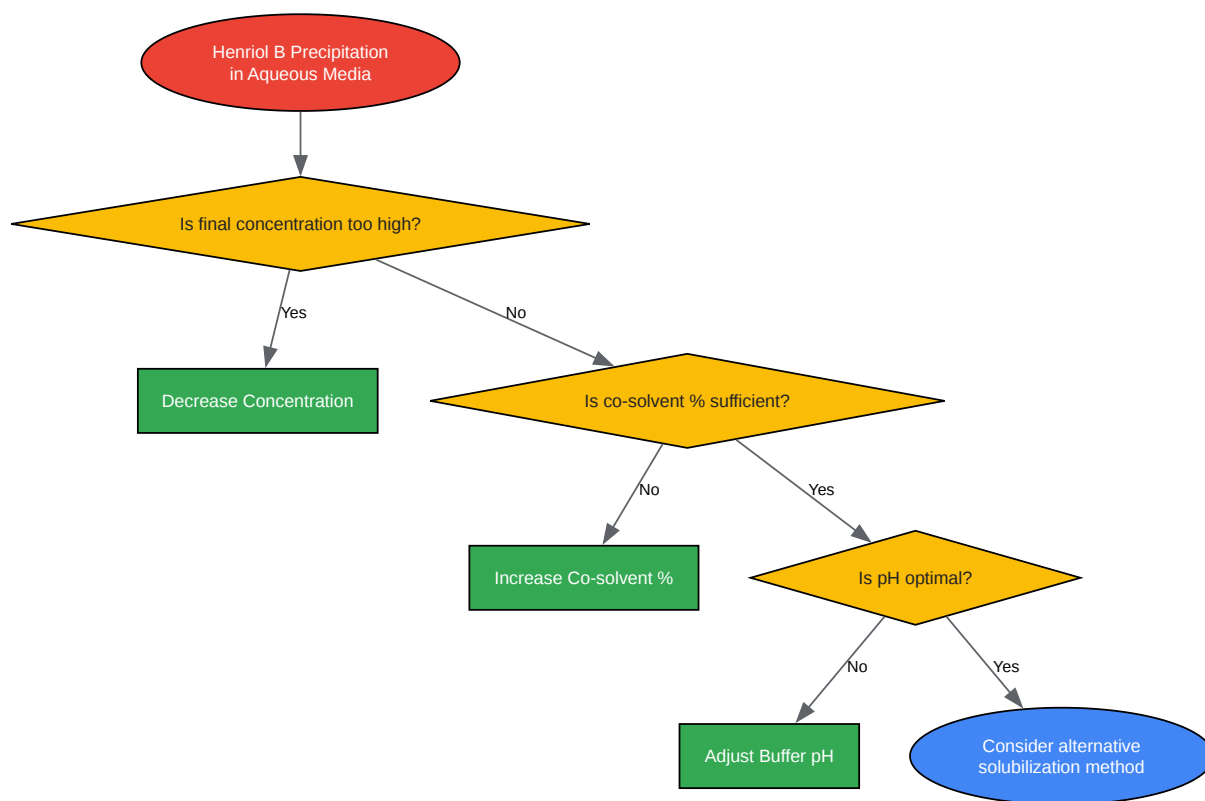 Henriol B Precipitation
in Aqueous Media
Is final concentration too high?
Yes
No
Decrease Concentration
Is co-solvent % sufficient?
No
Yes
Increase Co-solvent %
Is pH optimal?
No
Yes
Adjust Buffer pH
Consider alternative
solubilization method